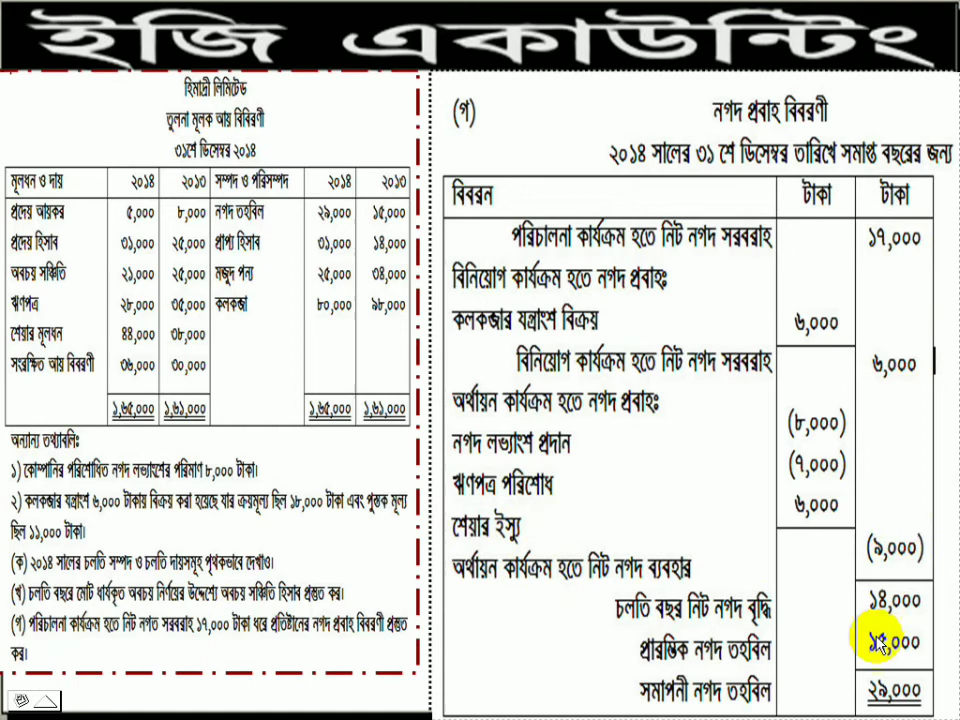 ইজি একাউন্টিং
হিমাদ্রী লিমিটেড
তুলনা মূলক আয় বিবিরণী
৩১শে ডিসেম্বর ২০১৪
মূলধন ও দায় ২০১৪ ২০১৩ সম্পদ ও পরিসম্পদ ২০১৪ ২০১৩
প্রদেয় আয়কর ৫,০০০ ৮,০০০ নগদ তহবিল ২৯,০০০ ১৫,০০০
প্রদেয় হিসাব ৩১,০০০ ২৫,০০০ প্রাপ্য হিসাব ৩১,০০০ ১৪,০০০
অবচয় সঞ্চিতি ২১,০০০ ২৫,০০০ মজুদ পন্য ২৫,০০০ ৩৪,০০০
ঋণপত্র ২৮,০০০ ৩৫,০০০ কলকব্জা ৮০,০০০ ৯৮,০০০
শেয়ার মূলধন ৪৪,০০০ ৩৮,০০০
সংরক্ষিত আয় বিবরণী ৩৬,০০০ ৩০,০০০
১,৬৫,০০০ ১,৬১,০০০ ১,৬৫,০০০ ১,৬১,০০০
অন্যান্য তথ্যাবলিঃ
১) কোম্পানির পরিশোধিত নগদ লভ্যাংশের পরিমাণ ৮,০০০ টাকা।
২) কলকব্জার যন্ত্রাংশ ৬,০০০ টাকায় বিক্রয় করা হয়েছে যার ক্রয়মূল্য ছিল ১৮,০০০ টাকা এবং পুস্তক মূল্য
ছিল ১১,০০০ টাকা।
(ক) ২০১৪ সালের চলতি সম্পদ ও চলতি দায়সমূহ পৃথকভাবে দেখাও।
(খ) চলতি বছরে মোট ধার্যকৃত অবচয় নির্ণয়ের উদ্দেশ্যে অবচয় সঞ্চিতি হিসাব প্রস্তুত কর।
(গ) পরিচালনা কার্যক্রম হতে নিট নগত সরবরাহ ১৭,০০০ টাকা ধরে প্রতিষ্টানের নগদ প্রবাহ বিবরণী প্রস্তুত
কর।
(গ) নগদ প্রবাহ বিবরণী
২০১৪ সালের ৩১ শে ডিসেম্বর তারিখে সমাপ্ত বছরের জন্য
বিবরন টাকা টাকা
পরিচালনা কার্যক্রম হতে নিট নগদ সরবরাহ ১৭,০০০
বিনিয়োগ কার্যক্রম হতে নগদ প্রবাহঃ
কলকব্জার যন্ত্রাংশ বিক্রয় ৬,০০০
বিনিয়োগ কার্যক্রম হতে নিট নগদ সরবরাহ ৬,০০০
অর্থায়ন কার্যক্রম হতে নগদ প্রবাহঃ
নগদ লভ্যাংশ প্রদান (৮,০০০)
ঋণপত্র পরিশোধ (৭,০০০)
শেয়ার ইস্যু ৬,০০০
অর্থায়ন কার্যক্রম হতে নিট নগদ ব্যবহার (৯,০০০)
চলতি বছর নিট নগদ বৃদ্ধি ১৪,০০০
প্রারম্ভিক নগদ তহবিল ১৫,০০০
সমাপনী নগদ তহবিল ২৯,০০০